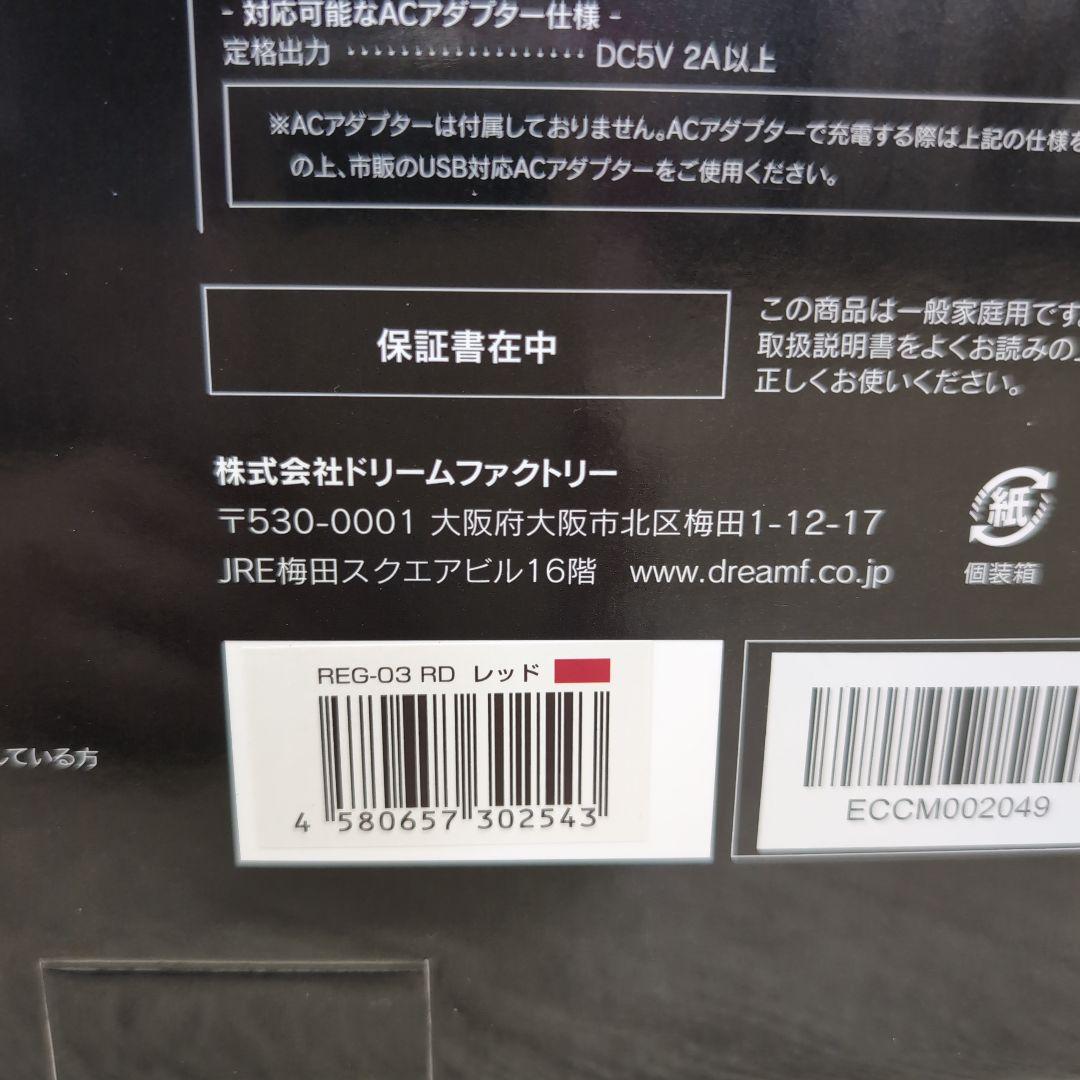 - 対応可能なACアダプター仕様 -
定格出力 ·················· DC5V 2A以上
※ACアダプターは付属しておりません。ACアダプターで充電する際は上記の仕様を
の上、市販のUSB対応ACアダプターをご使用ください。
保証書在中
この商品は一般家庭用です。
取扱説明書をよくお読みの上
正しくお使いください。
株式会社ドリームファクトリー
〒530-0001 大阪府大阪市北区梅田1-12-17
JRE梅田スクエアビル16階 www.dreamf.co.jp
紙
個装箱
REG-03 RD レッド
4 580657 302543
ECCM002049
している方